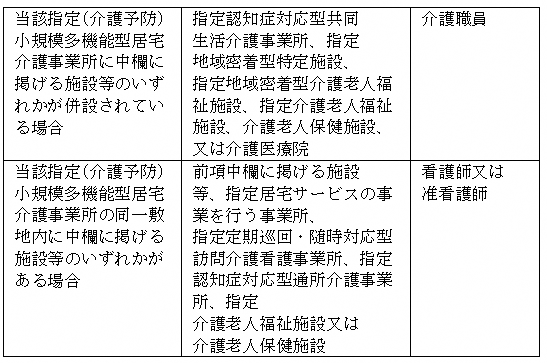 当該指定(介護予防)
小規模多機能型居宅
介護事業所に中欄に
掲げる施設等のいず
れかが併設されてい
る場合
指定認知症対応型共同
生活介護事業所、指定
地域密着型特定施設、
指定地域密着型介護老人福
祉施設、指定介護老人福祉
施設、介護老人保健施設、
又は介護医療院
介護職員
当該指定(介護予防)
小規模多機能型居宅
介護事業所の同一敷
地内に中欄に掲げる
施設等のいずれかが
ある場合
前項中欄に掲げる施設
等、指定居宅サービスの事
業を行う事業所、
指定定期巡回・随時対応型
訪問介護看護事業所、指定
認知症対応型通所介護事業
所、指定
介護老人福祉施設又は
介護老人保健施設
看護師又は
准看護師